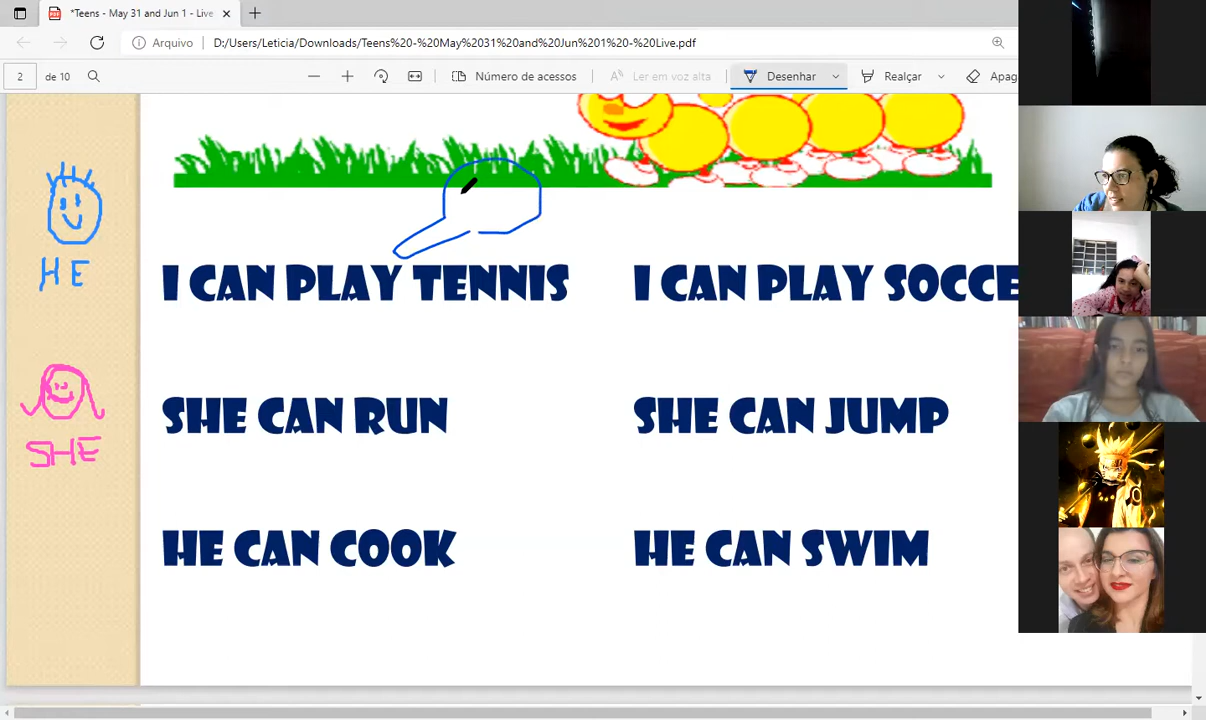 *Teens - May 31 and Jun 1 - Live
Arquivo
D:/Users/Leticia/Downloads/Teens%20-%20May%2031%20and%20Jun%201%20-%20Live.pdf
2 de 10
Número de acessos
Ler em voz alta
Desenhar
Realçar
Apag
HE
I CAN PLAY TENNIS
I CAN PLAY SOCCE
SHE CAN RUN
SHE CAN JUMP
SHE
HE CAN COOK
HE CAN SWIM